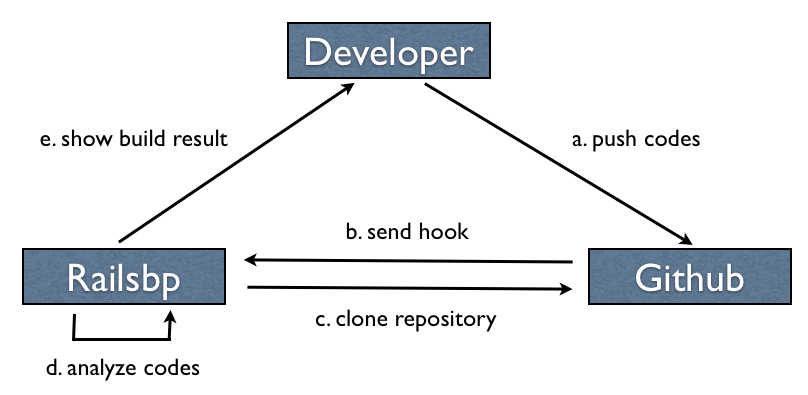 Developer
e. show build result
a. push codes
b. send hook
Railsbp
Github
c. clone repository
d. analyze codes